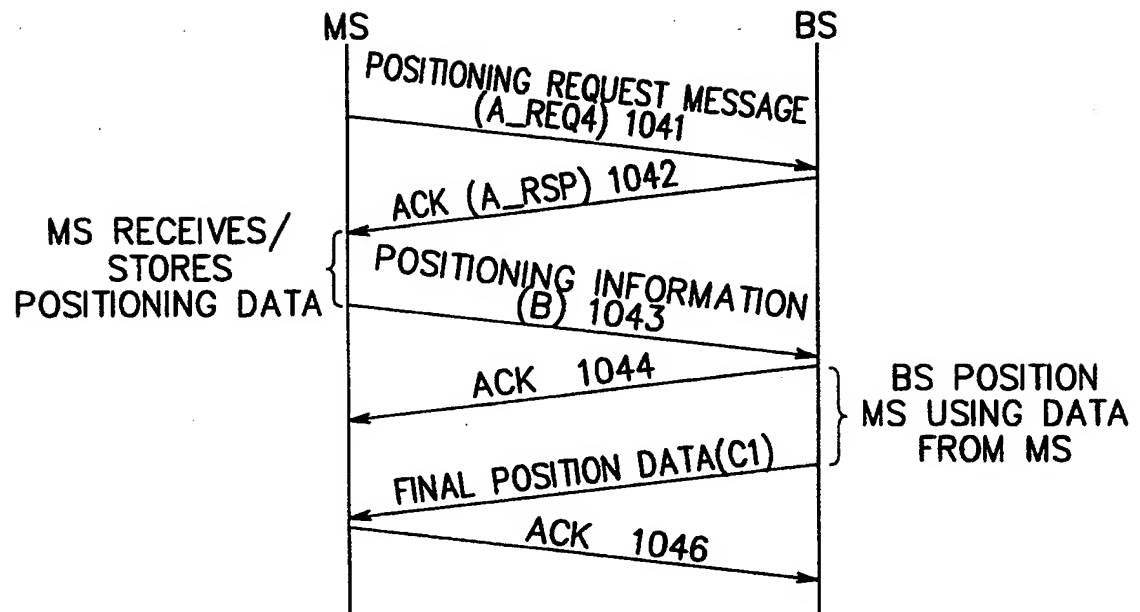 MS
BS
POSITIONING REQUEST MESSAGE
(A_REQ4) 1041
ACK (A_RSP) 1042
MS RECEIVES/
STORES
POSITIONING DATA
POSITIONING INFORMATION
(B) 1043
ACK 1044
BS POSITION
MS USING DATA
FROM MS
FINAL POSITION DATA(C1)
ACK 1046